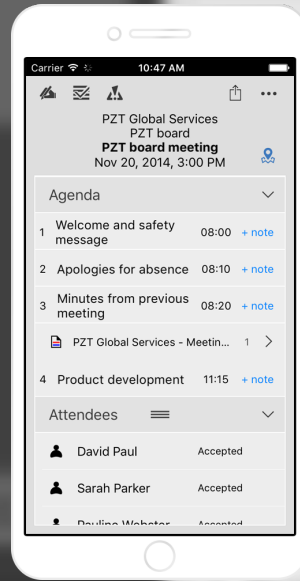 Carrier 10:47 AM
PZT Global Services
PZT board
PZT board meeting
Nov 20, 2014, 3:00 PM
Agenda
1 Welcome and safety message 08:00 + note
2 Apologies for absence 08:10 + note
3 Minutes from previous meeting 08:20 + note
PZT Global Services - Meetin... 1
4 Product development 11:15 + note
Attendees
David Paul Accepted
Sarah Parker Accepted
Pauline Webster Accepted